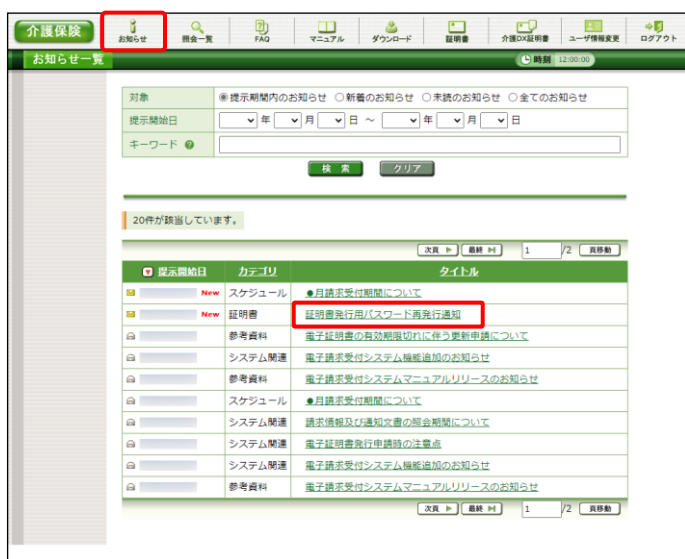 介護保険
お知らせ 照会一覧 FAQ マニュアル ダウンロード 証明書 介護DX証明書 ユーザ情報変更 ログアウト
お知らせ一覧 時刻 12:00:00
対象 提示期間内のお知らせ 新着のお知らせ 未読のお知らせ 全てのお知らせ
提示開始日 年 月 日 ～ 年 月 日
キーワード ?
検 索 クリア
20件が該当しています。
次頁 最終 1 /2 頁移動
提示開始日 カテゴリ タイトル
New スケジュール ●月請求受付期間について
New 証明書 証明書発行用パスワード再発行通知
参考資料 電子証明書の有効期限切れに伴う更新申請について
システム関連 電子請求受付システム機能追加のお知らせ
参考資料 電子請求受付システムマニュアルリリースのお知らせ
スケジュール ●月請求受付期間について
システム関連 請求情報及び通知文書の照会期間について
システム関連 電子証明書発行申請時の注意点
システム関連 電子請求受付システム機能追加のお知らせ
参考資料 電子請求受付システムマニュアルリリースのお知らせ
次頁 最終 1 /2 頁移動